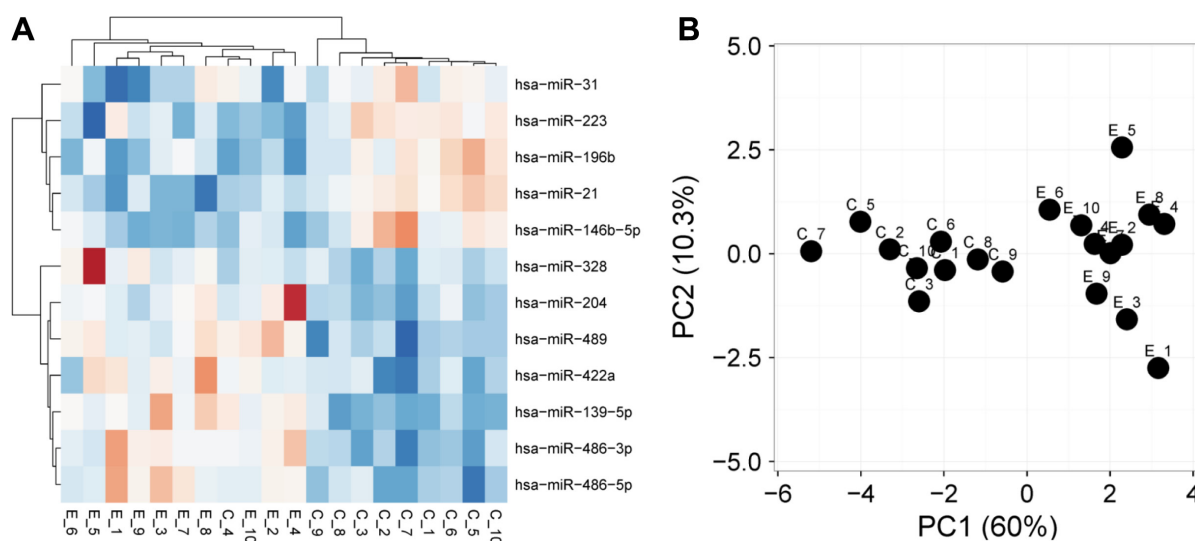 A
hsa-miR-31
hsa-miR-223
hsa-miR-196b
hsa-miR-21
hsa-miR-146b-5p
hsa-miR-328
hsa-miR-204
hsa-miR-489
hsa-miR-422a
hsa-miR-139-5p
hsa-miR-486-3p
hsa-miR-486-5p
E_6
E_5
E_1
E_9
E_3
E_7
E_8
C_4
E_10
E_2
E_4
C_9
C_8
C_3
C_2
C_7
C_1
C_6
C_5
C_10
B
PC2 (10.3%)
5.0
2.5
0.0
−2.5
−5.0
E_5
E_6
E_8
E_10
C_5
C_6
C_2
C_7
C_8
C_9
C_10
C_1
C_3
E_2
E_9
E_3
E_1
−6
−4
−2
0
2
4
PC1 (60%)